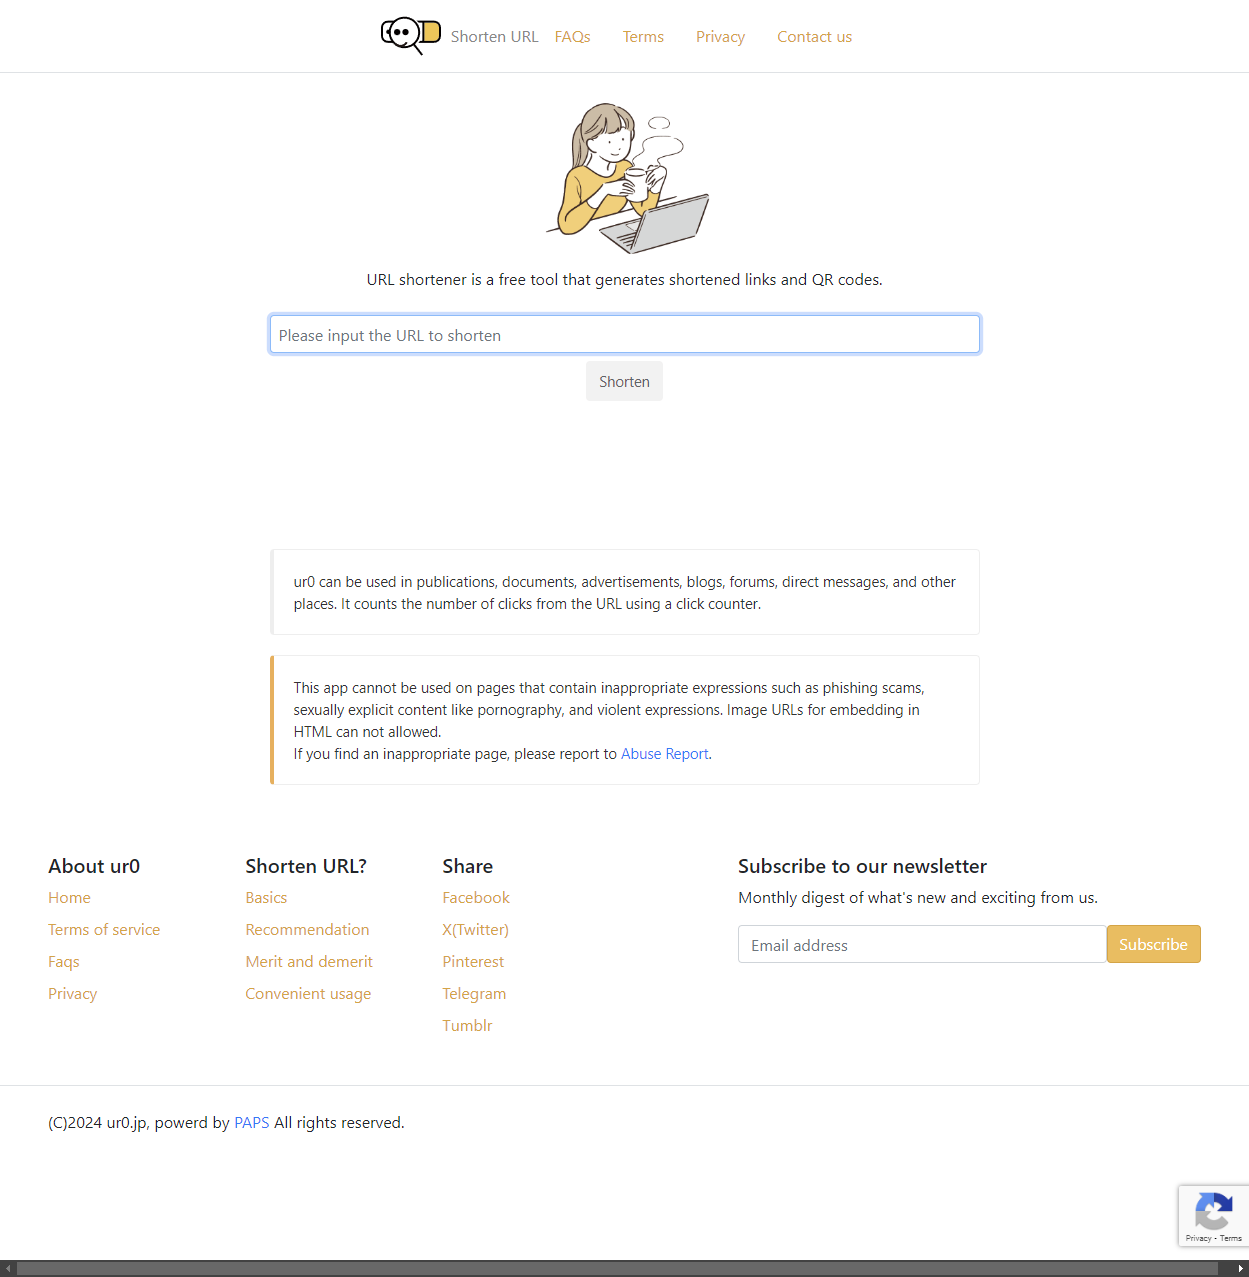 Shorten URL FAQs Terms Privacy Contact us
URL shortener is a free tool that generates shortened links and QR codes.
Please input the URL to shorten
Shorten
ur0 can be used in publications, documents, advertisements, blogs, forums, direct messages, and other
places. It counts the number of clicks from the URL using a click counter.
This app cannot be used on pages that contain inappropriate expressions such as phishing scams,
sexually explicit content like pornography, and violent expressions. Image URLs for embedding in
HTML can not allowed.
If you find an inappropriate page, please report to Abuse Report.
About ur0
Home
Terms of service
Faqs
Privacy
Shorten URL?
Basics
Recommendation
Merit and demerit
Convenient usage
Share
Facebook
X(Twitter)
Pinterest
Telegram
Tumblr
Subscribe to our newsletter
Monthly digest of what's new and exciting from us.
Email address Subscribe
(C)2024 ur0.jp, powerd by PAPS All rights reserved.
Privacy - Terms